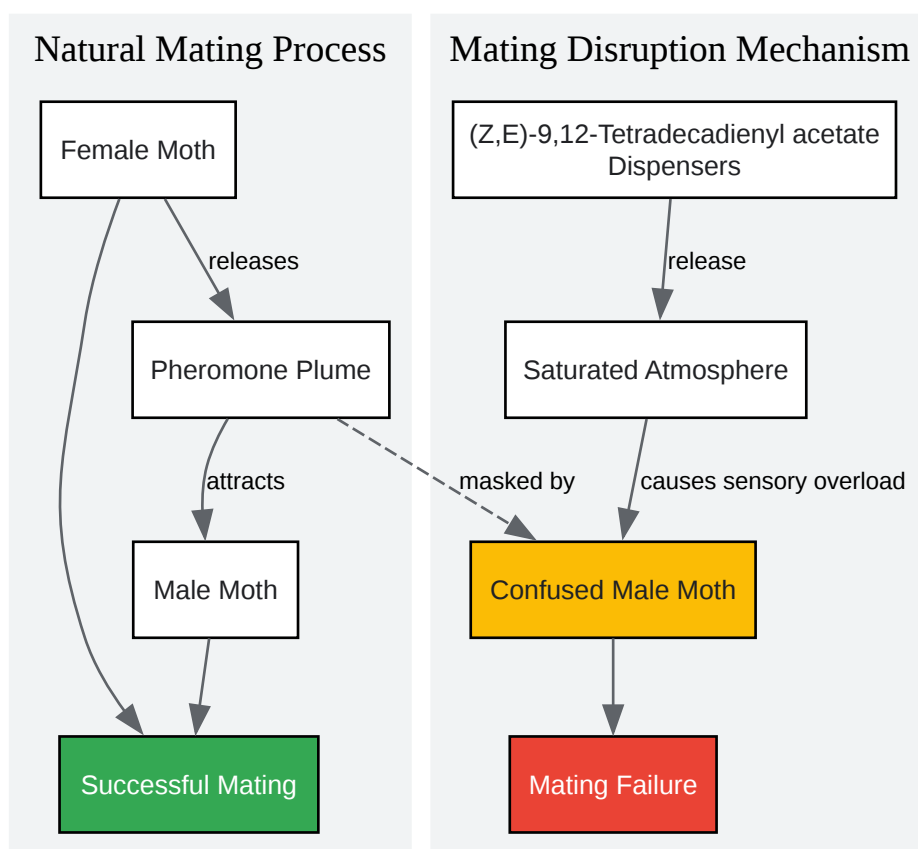 Natural Mating Process
Female Moth
releases
Pheromone Plume
attracts
Male Moth
Successful Mating
Mating Disruption Mechanism
(Z,E)-9,12-Tetradecadienyl acetate
Dispensers
release
Saturated Atmosphere
masked by
causes sensory overload
Confused Male Moth
Mating Failure